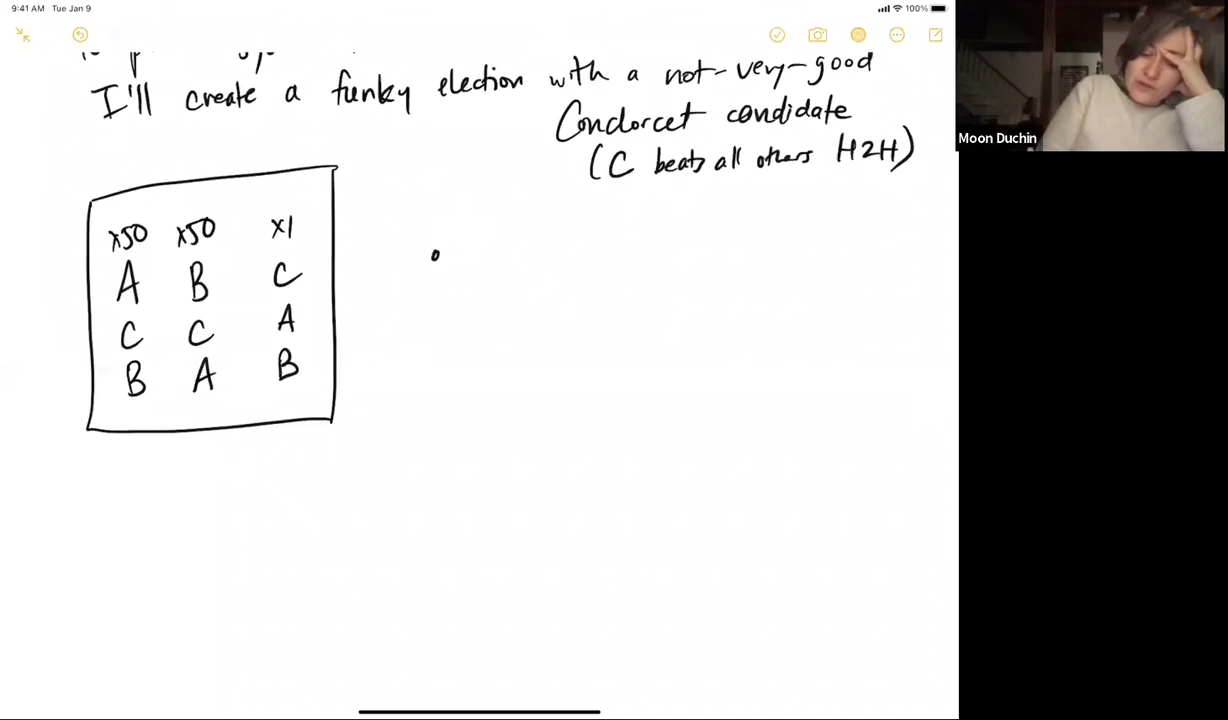 9:41 AM Tue Jan 9
100%
I'll create a funky election with a not-very-good
Condorcet candidate
(C beats all others H2H)
Moon Duchin
x50 x50 x1
A B C
C C A
B A B